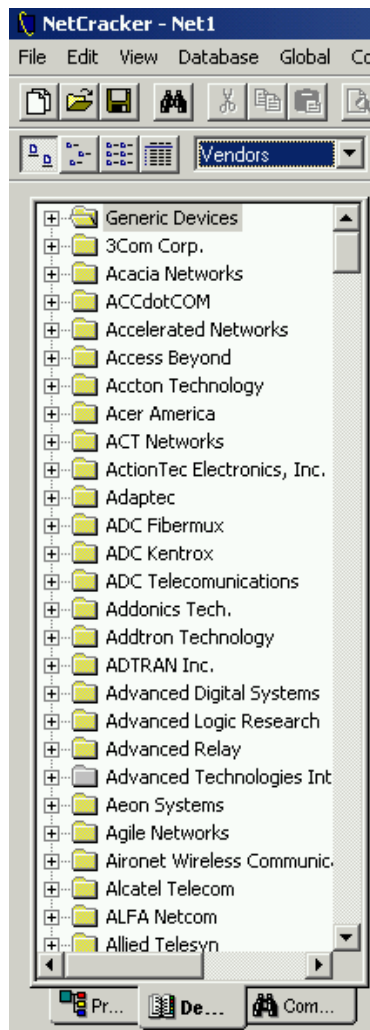 NetCracker - Net1
File Edit View Database Global Co
Vendors
Generic Devices
3Com Corp.
Acacia Networks
ACCdotCOM
Accelerated Networks
Access Beyond
Accton Technology
Acer America
ACT Networks
ActionTec Electronics, Inc.
Adaptec
ADC Fibermux
ADC Kentrox
ADC Telecomunications
Addonics Tech.
Addtron Technology
ADTRAN Inc.
Advanced Digital Systems
Advanced Logic Research
Advanced Relay
Advanced Technologies Int
Aeon Systems
Agile Networks
Aironet Wireless Communic
Alcatel Telecom
ALFA Netcom
Allied Telesyn
Pr... De... Com...